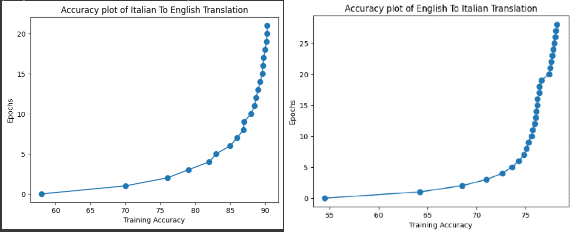 Accuracy plot of Italian To English Translation
20
15
10
5
0
Epochs
60 65 70 75 80 85 90
Training Accuracy
Accuracy plot of English To Italian Translation
25
20
15
10
5
0
Epochs
55 60 65 70 75
Training Accuracy